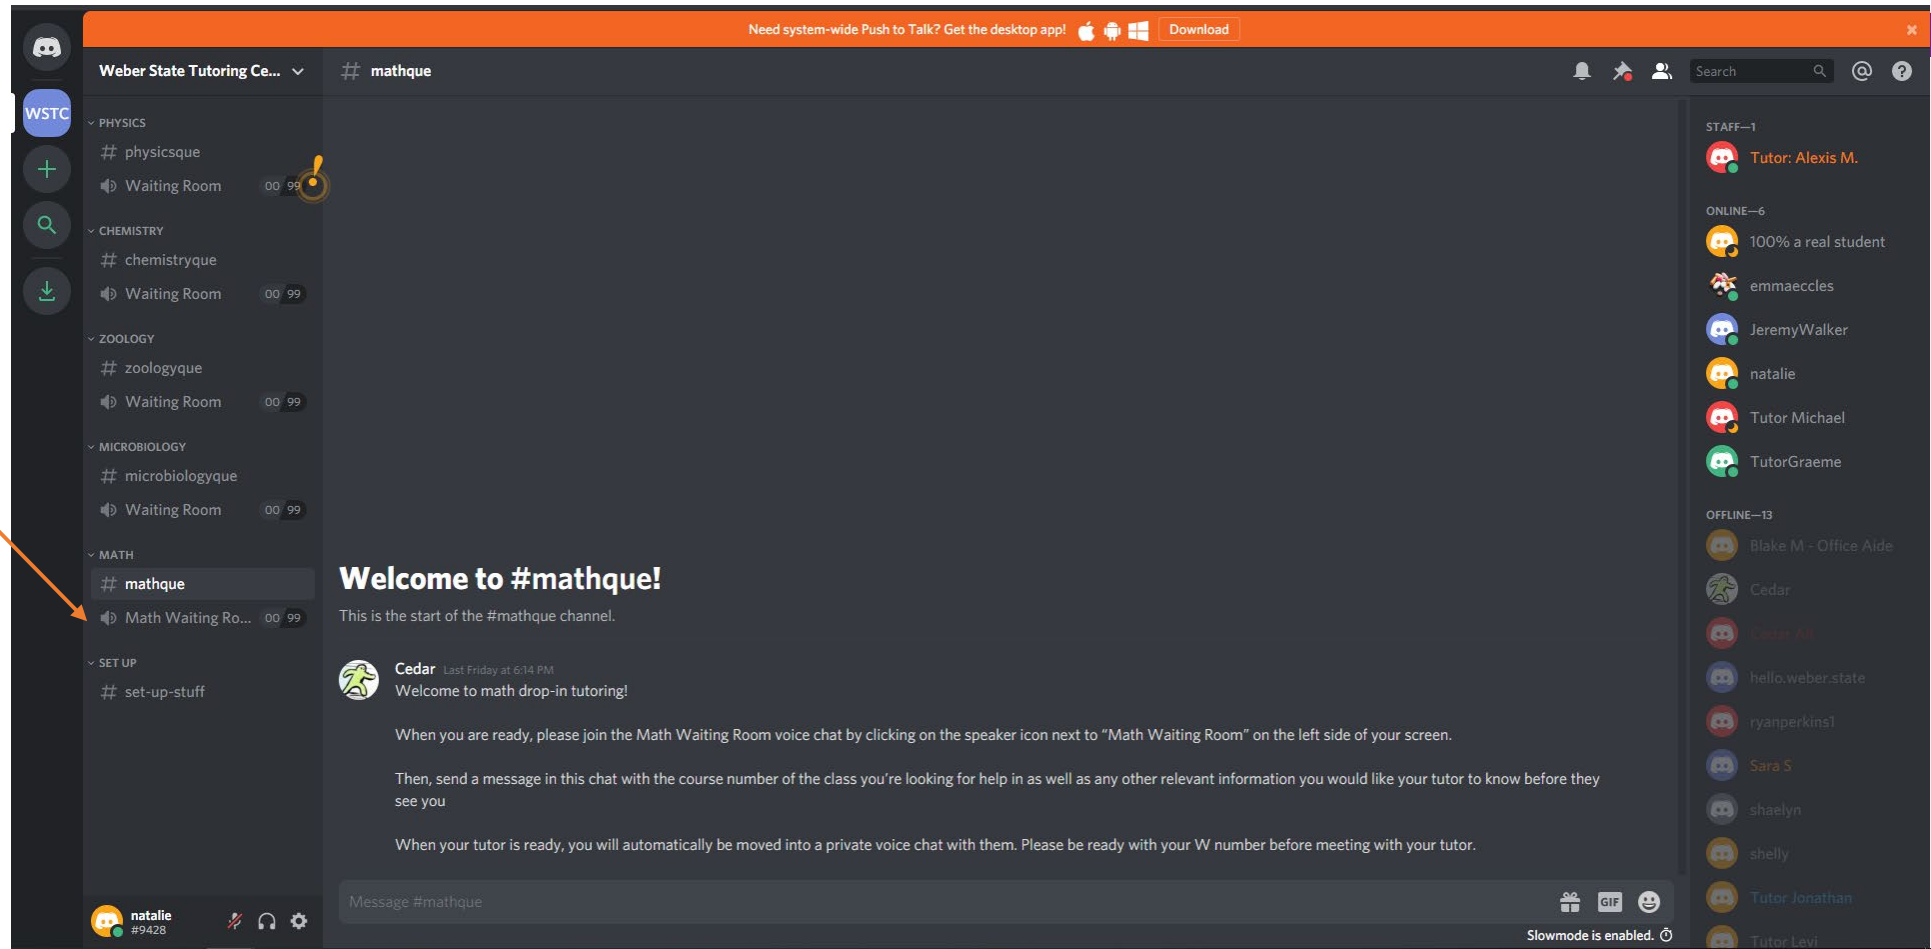 Need system-wide Push to Talk? Get the desktop app! Download
WSTC
Weber State Tutoring Ce...
PHYSICS
physicsque
Waiting Room 00 99
CHEMISTRY
chemistryque
Waiting Room 00 99
ZOOLOGY
zoologyque
Waiting Room 00 99
MICROBIOLOGY
microbiologyque
Waiting Room 00 99
MATH
# mathque
Math Waiting Ro... 00 99
SET UP
# set-up-stuff
natalie
#9428
# mathque
Search
Welcome to #mathque!
This is the start of the #mathque channel.
Cedar Last Friday at 6:14 PM
Welcome to math drop-in tutoring!
When you are ready, please join the Math Waiting Room voice chat by clicking on the speaker icon next to “Math Waiting Room” on the left side of your screen.
Then, send a message in this chat with the course number of the class you’re looking for help in as well as any other relevant information you would like your tutor to know before they
see you
When your tutor is ready, you will automatically be moved into a private voice chat with them. Please be ready with your W number before meeting with your tutor.
Message #mathque
GIF
Slowmode is enabled.
STAFF—1
Tutor: Alexis M.
ONLINE—6
100% a real student
emmaeccles
JeremyWalker
natalie
Tutor Michael
TutorGraeme
OFFLINE—13
Blake M - Office Aide
Cedar
hello.weber.state
ryanperkins1
Sara S
shaelyn
shelly
Tutor Jonathan
Tutor Levi